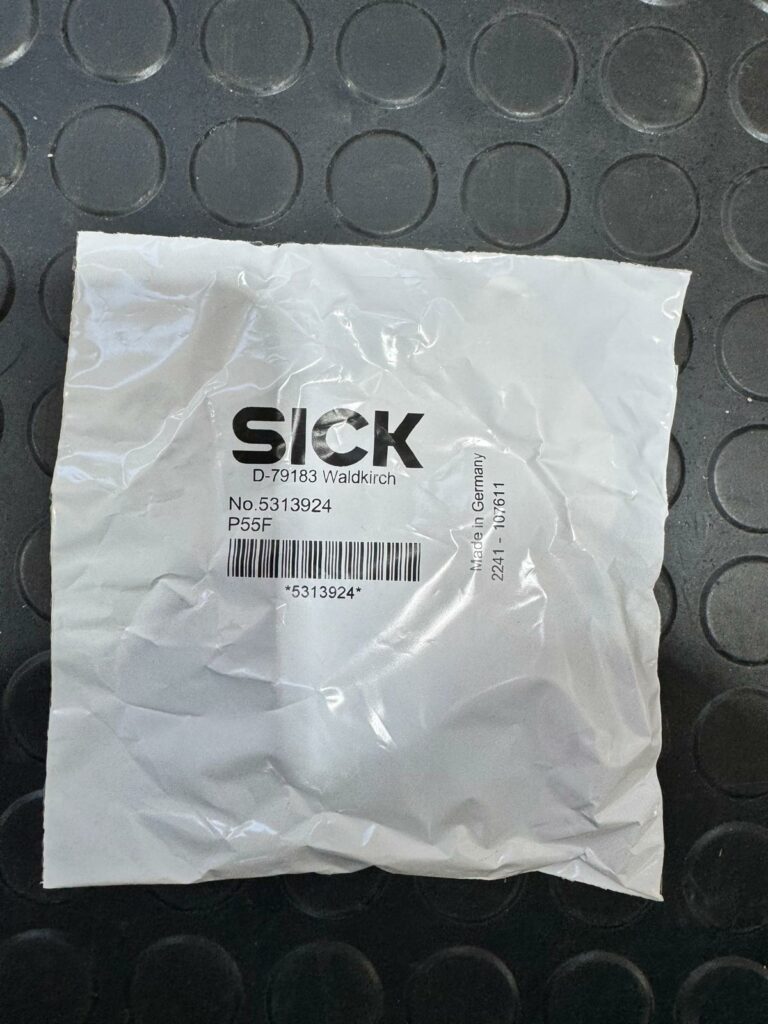 SICK
D-79183 Waldkirch
No.5313924
P55F
*5313924*
Made in Germany
2241 - 107611